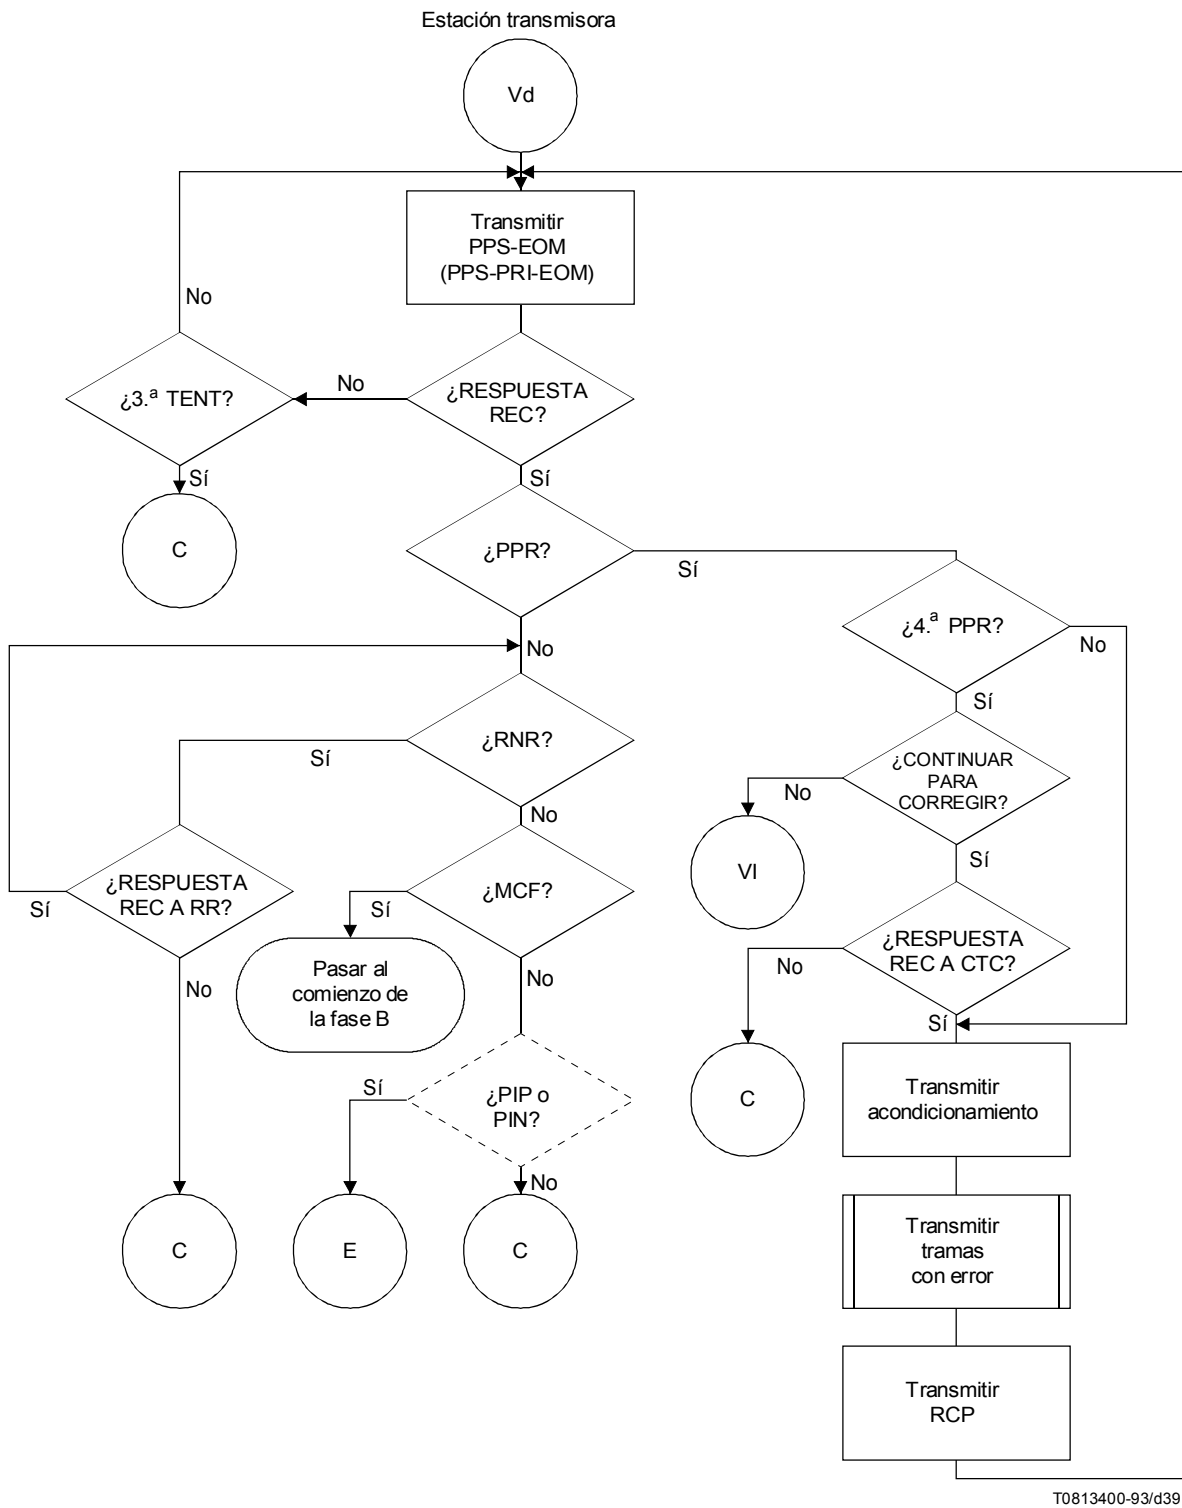 Estación transmisora
Vd
Transmitir
PPS-EOM
(PPS-PRI-EOM)
No
¿3.ª TENT?
No
¿RESPUESTA
REC?
Sí
Sí
C
¿PPR?
Sí
¿4.ª PPR?
No
No
Sí
¿RNR?
Sí
¿CONTINUAR
PARA
CORREGIR?
No
No
Sí
VI
¿RESPUESTA
REC A RR?
Sí
¿MCF?
Sí
¿RESPUESTA
REC A CTC?
No
Pasar al
comienzo de
la fase B
No
No
Sí
C
Transmitir
acondicionamiento
¿PIP o
PIN?
Sí
No
C
E
C
Transmitir
tramas
con error
Transmitir
RCP
T0813400-93/d39